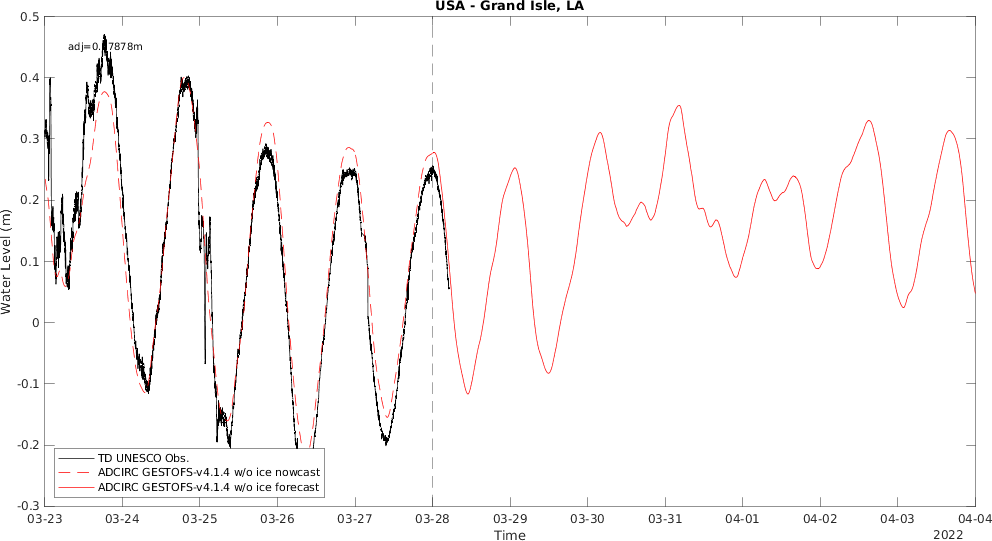 USA - Grand Isle, LA
0.5
0.4
0.3
0.2
0.1
0
-0.1
-0.2
-0.3
Water Level (m)
TD UNESCO Obs.
ADCIRC GESTOFS-v4.1.4 w/o ice nowcast
ADCIRC GESTOFS-v4.1.4 w/o ice forecast
03-23 03-24 03-25 03-26 03-27 03-28 03-29 03-30 03-31 04-01 04-02 04-03 04-04
Time
2022